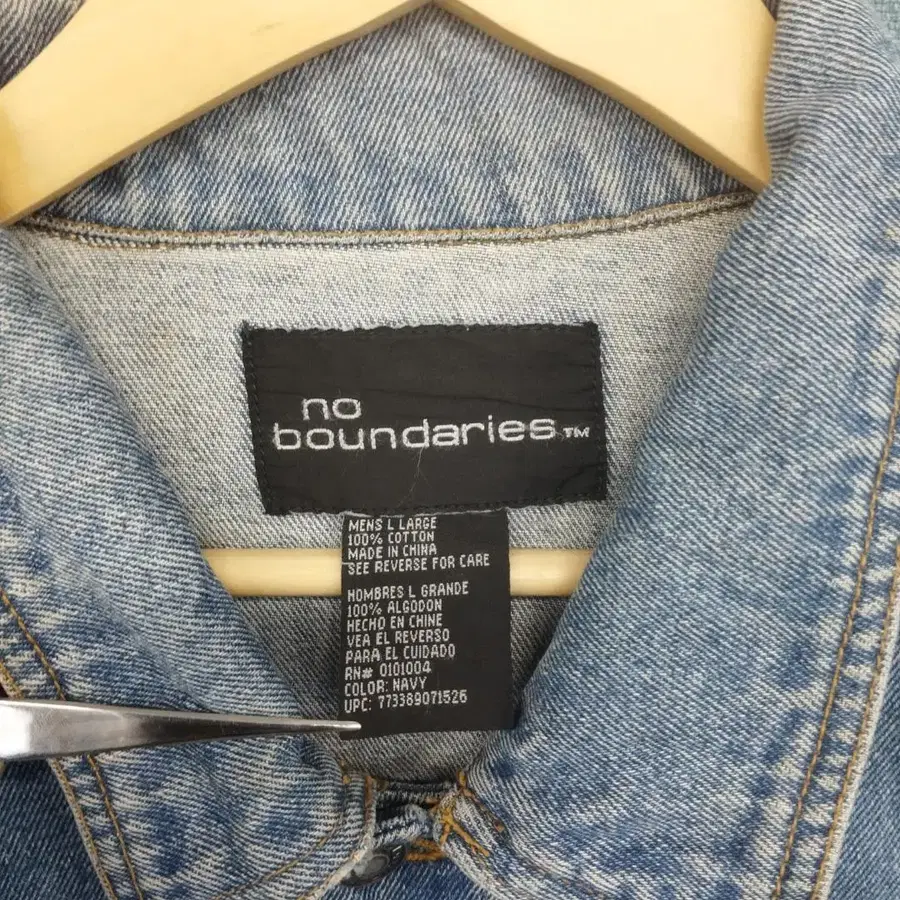 no
boundaries™
MENS L LARGE
100% COTTON
MADE IN CHINA
SEE REVERSE FOR CARE
HOMBRES L GRANDE
100% ALGODON
HECHO EN CHINE
VEA EL REVERSO
PARA EL CUIDADO
RN# 0101004
COLOR: NAVY
UPC: 773389071526